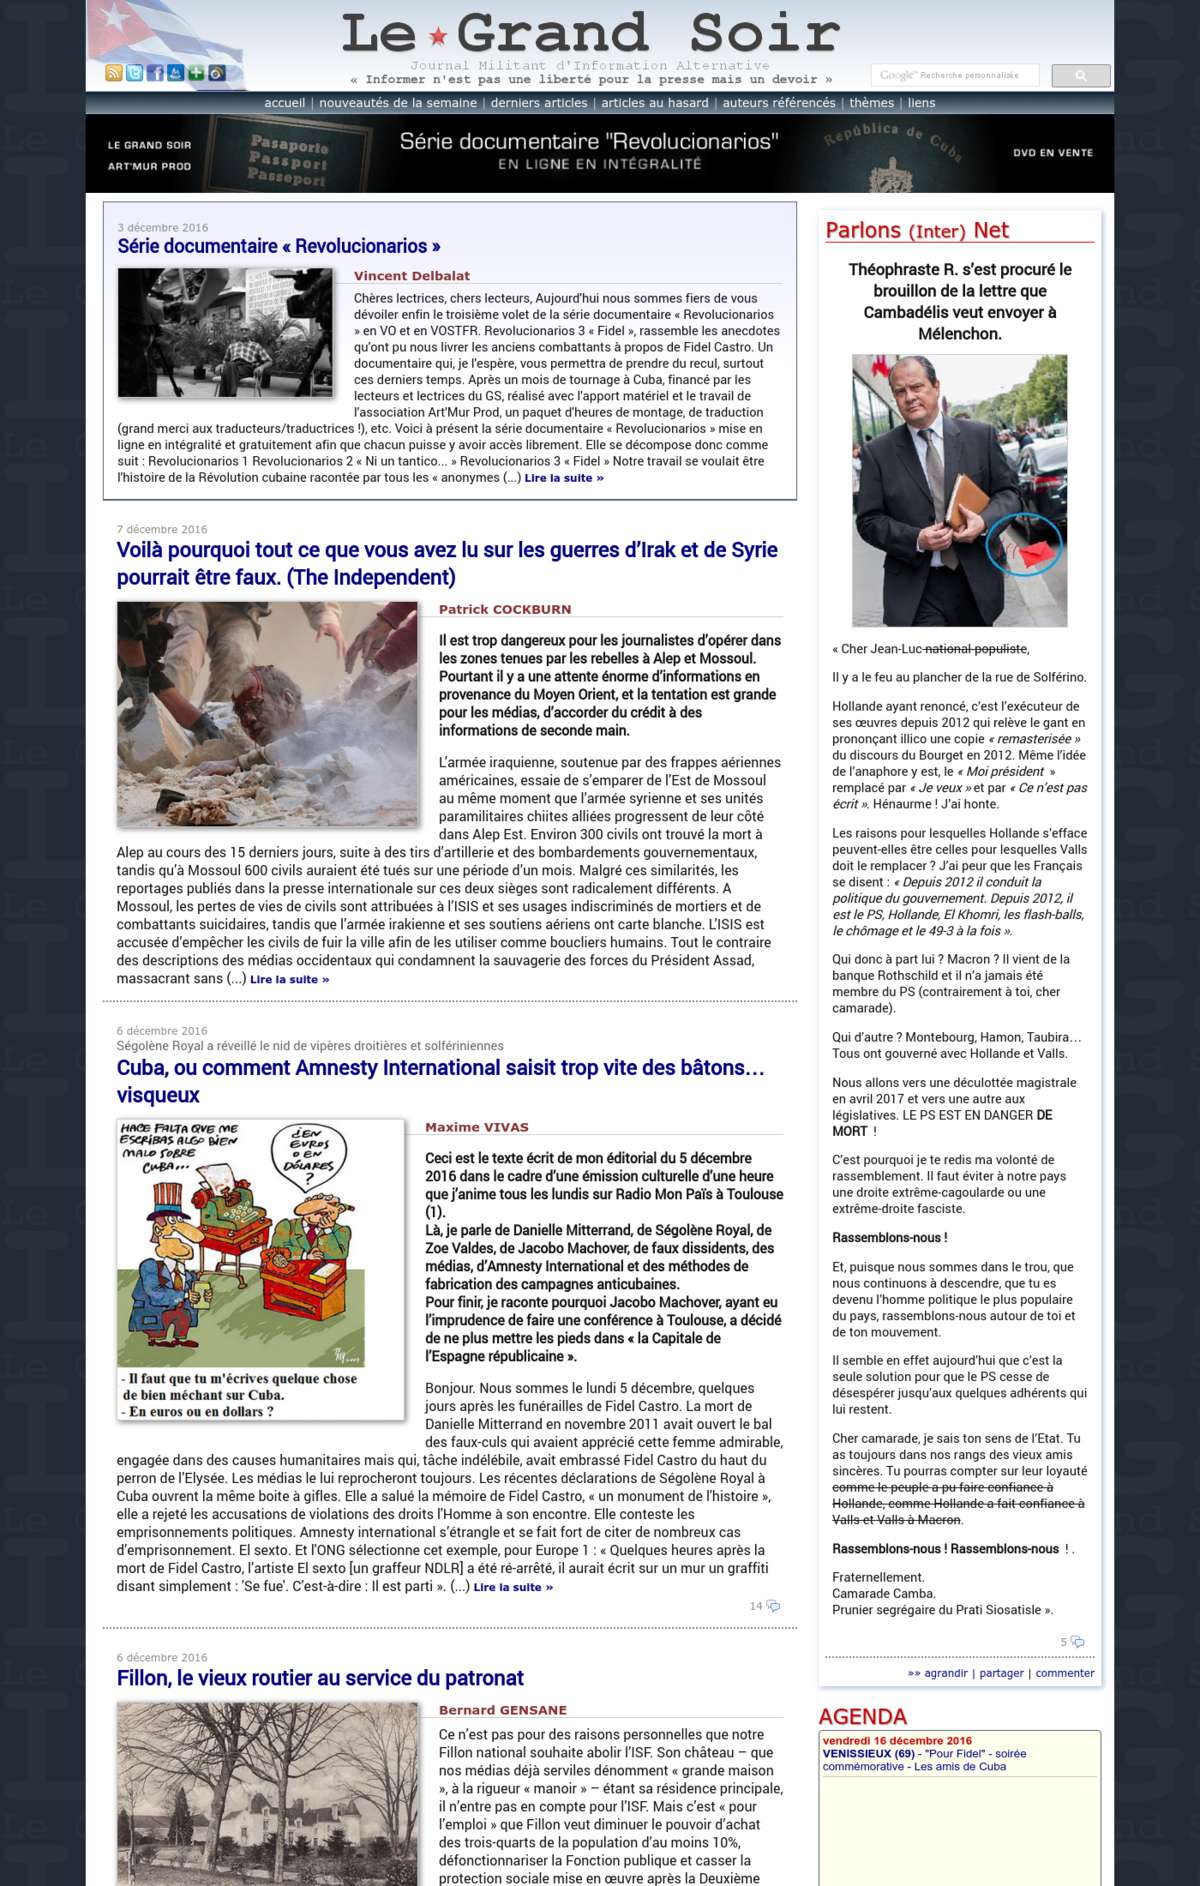 Le Grand Soir
Journal Militant d'Information Alternative
« Informer n'est pas une liberté pour la presse mais un devoir »
Google Recherche personnalisée
accueil | nouveautés de la semaine | derniers articles | articles au hasard | auteurs référencés | thèmes | liens
LE GRAND SOIR
ART'MUR PROD
Pasaporte
Passport
Passeport
Série documentaire "Revolucionarios"
EN LIGNE EN INTÉGRALITÉ
República de Cuba
DVD EN VENTE
3 décembre 2016
Série documentaire « Revolucionarios »
Vincent Delbalat
Chères lectrices, chers lecteurs, Aujourd'hui nous sommes fiers de vous
dévoiler enfin le troisième volet de la série documentaire « Revolucionarios
» en VO et en VOSTFR. Revolucionarios 3 « Fidel », rassemble les anecdotes
qu'ont pu nous livrer les anciens combattants à propos de Fidel Castro. Un
documentaire qui, je l'espère, vous permettra de prendre du recul, surtout
ces derniers temps. Après un mois de tournage à Cuba, financé par les
lecteurs et lectrices du GS, réalisé avec l'apport matériel et le travail de
l'association Art'Mur Prod, un paquet d'heures de montage, de traduction
(grand merci aux traducteurs/traductrices !), etc. Voici à présent la série documentaire « Revolucionarios » mise en
ligne en intégralité et gratuitement afin que chacun puisse y avoir accès librement. Elle se décompose donc comme
suit : Revolucionarios 1 Revolucionarios 2 « Ni un tantico... » Revolucionarios 3 « Fidel » Notre travail se voulait être
l'histoire de la Révolution cubaine racontée par tous les « anonymes (...) Lire la suite »
7 décembre 2016
Voilà pourquoi tout ce que vous avez lu sur les guerres d’Irak et de Syrie
pourrait être faux. (The Independent)
Patrick COCKBURN
Il est trop dangereux pour les journalistes d’opérer dans
les zones tenues par les rebelles à Alep et Mossoul.
Pourtant il y a une attente énorme d’informations en
provenance du Moyen Orient, et la tentation est grande
pour les médias, d’accorder du crédit à des
informations de seconde main.
L’armée iraquienne, soutenue par des frappes aériennes
américaines, essaie de s’emparer de l’Est de Mossoul
au même moment que l’armée syrienne et ses unités
paramilitaires chiites alliées progressent de leur côté
dans Alep Est. Environ 300 civils ont trouvé la mort à
Alep au cours des 15 derniers jours, suite à des tirs d’artillerie et des bombardements gouvernementaux,
tandis qu’à Mossoul 600 civils auraient été tués sur une période d’un mois. Malgré ces similarités, les
reportages publiés dans la presse internationale sur ces deux sièges sont radicalement différents. A
Mossoul, les pertes de vies de civils sont attribuées à l’ISIS et ses usages indiscriminés de mortiers et de
combattants suicidaires, tandis que l’armée irakienne et ses soutiens aériens ont carte blanche. L’ISIS est
accusée d’empêcher les civils de fuir la ville afin de les utiliser comme boucliers humains. Tout le contraire
des descriptions des médias occidentaux qui condamnent la sauvagerie des forces du Président Assad,
massacrant sans (...) Lire la suite »
6 décembre 2016
Ségolène Royal a réveillé le nid de vipères droitières et solfériniennes
Cuba, ou comment Amnesty International saisit trop vite des bâtons…
visqueux
HACE FALTA QUE ME
ESCRIBAS ALGO BIEN
MALO SOBRE
CUBA...
¿EN
EUROS
O EN
DÓLARES?
- Il faut que tu m'écrives quelque chose
de bien méchant sur Cuba.
- En euros ou en dollars ?
Maxime VIVAS
Ceci est le texte écrit de mon éditorial du 5 décembre
2016 dans le cadre d’une émission culturelle d’une heure
que j’anime tous les lundis sur Radio Mon Païs à Toulouse
(1).
Là, je parle de Danielle Mitterrand, de Ségolène Royal, de
Zoe Valdes, de Jacobo Machover, de faux dissidents, des
médias, d’Amnesty International et des méthodes de
fabrication des campagnes anticubaines.
Pour finir, je raconte pourquoi Jacobo Machover, ayant eu
l’imprudence de faire une conférence à Toulouse, a décidé
de ne plus mettre les pieds dans « la Capitale de
l’Espagne républicaine ».
Bonjour. Nous sommes le lundi 5 décembre, quelques
jours après les funérailles de Fidel Castro. La mort de
Danielle Mitterrand en novembre 2011 avait ouvert le bal
des faux-culs qui avaient apprécié cette femme admirable,
engagée dans des causes humanitaires mais qui, tâche indélébile, avait embrassé Fidel Castro du haut du
perron de l’Elysée. Les médias le lui reprocheront toujours. Les récentes déclarations de Ségolène Royal à
Cuba ouvrent la même boite à gifles. Elle a salué la mémoire de Fidel Castro, « un monument de l’histoire »,
elle a rejeté les accusations de violations des droits l’Homme à son encontre. Elle conteste les
emprisonnements politiques. Amnesty international s’étrangle et se fait fort de citer de nombreux cas
d’emprisonnement. El sexto. Et l’ONG sélectionne cet exemple, pour Europe 1 : « Quelques heures après la
mort de Fidel Castro, l’artiste El sexto [un graffeur NDLR] a été ré-arrêté, il aurait écrit sur un mur un graffiti
disant simplement : 'Se fue'. C’est-à-dire : Il est parti ». (...) Lire la suite »
14
6 décembre 2016
Fillon, le vieux routier au service du patronat
Bernard GENSANE
Ce n’est pas pour des raisons personnelles que notre
Fillon national souhaite abolir l’ISF. Son château – que
nos médias déjà serviles dénomment « grande maison
», à la rigueur « manoir » – étant sa résidence principale,
il n’entre pas en compte pour l’ISF. Mais c’est « pour
l’emploi » que Fillon veut diminuer le pouvoir d’achat
des trois-quarts de la population d’au moins 10%,
défonctionnariser la Fonction publique et casser la
protection sociale mise en œuvre après la Deuxième
Parlons (Inter) Net
Théophraste R. s’est procuré le
brouillon de la lettre que
Cambadélis veut envoyer à
Mélenchon.
« Cher Jean-Luc national populiste,
Il y a le feu au plancher de la rue de Solférino.
Hollande ayant renoncé, c’est l’exécuteur de
ses œuvres depuis 2012 qui relève le gant en
prononçant illico une copie « remasterisée »
du discours du Bourget en 2012. Même l’idée
de l’anaphore y est, le « Moi président »
remplacé par « Je veux » et par « Ce n’est pas
écrit ». Hénaurme ! J’ai honte.
Les raisons pour lesquelles Hollande s’efface
peuvent-elles être celles pour lesquelles Valls
doit le remplacer ? J’ai peur que les Français
se disent : « Depuis 2012 il conduit la
politique du gouvernement. Depuis 2012, il
est le PS, Hollande, El Khomri, les flash-balls,
le chômage et le 49-3 à la fois ».
Qui donc à part lui ? Macron ? Il vient de la
banque Rothschild et il n’a jamais été
membre du PS (contrairement à toi, cher
camarade).
Qui d’autre ? Montebourg, Hamon, Taubira…
Tous ont gouverné avec Hollande et Valls.
Nous allons vers une déculottée magistrale
en avril 2017 et vers une autre aux
législatives. LE PS EST EN DANGER DE
MORT !
C’est pourquoi je te redis ma volonté de
rassemblement. Il faut éviter à notre pays
une droite extrême-cagoularde ou une
extrême-droite fasciste.
Rassemblons-nous !
Et, puisque nous sommes dans le trou, que
nous continuons à descendre, que tu es
devenu l’homme politique le plus populaire
du pays, rassemblons-nous autour de toi et
de ton mouvement.
Il semble en effet aujourd’hui que c’est la
seule solution pour que le PS cesse de
désespérer jusqu’aux quelques adhérents qui
lui restent.
Cher camarade, je sais ton sens de l’Etat. Tu
as toujours dans nos rangs des vieux amis
sincères. Tu pourras compter sur leur loyauté
comme le peuple a pu faire confiance à
Hollande, comme Hollande a fait confiance à
Valls et Valls à Macron.
Rassemblons-nous ! Rassemblons-nous ! .
Fraternellement.
Camarade Camba.
Prunier segrégaire du Prati Siosatisle ».
5
»» agrandir | partager | commenter
AGENDA
vendredi 16 décembre 2016
VENISSIEUX (69) - "Pour Fidel" - soirée
commémorative - Les amis de Cuba